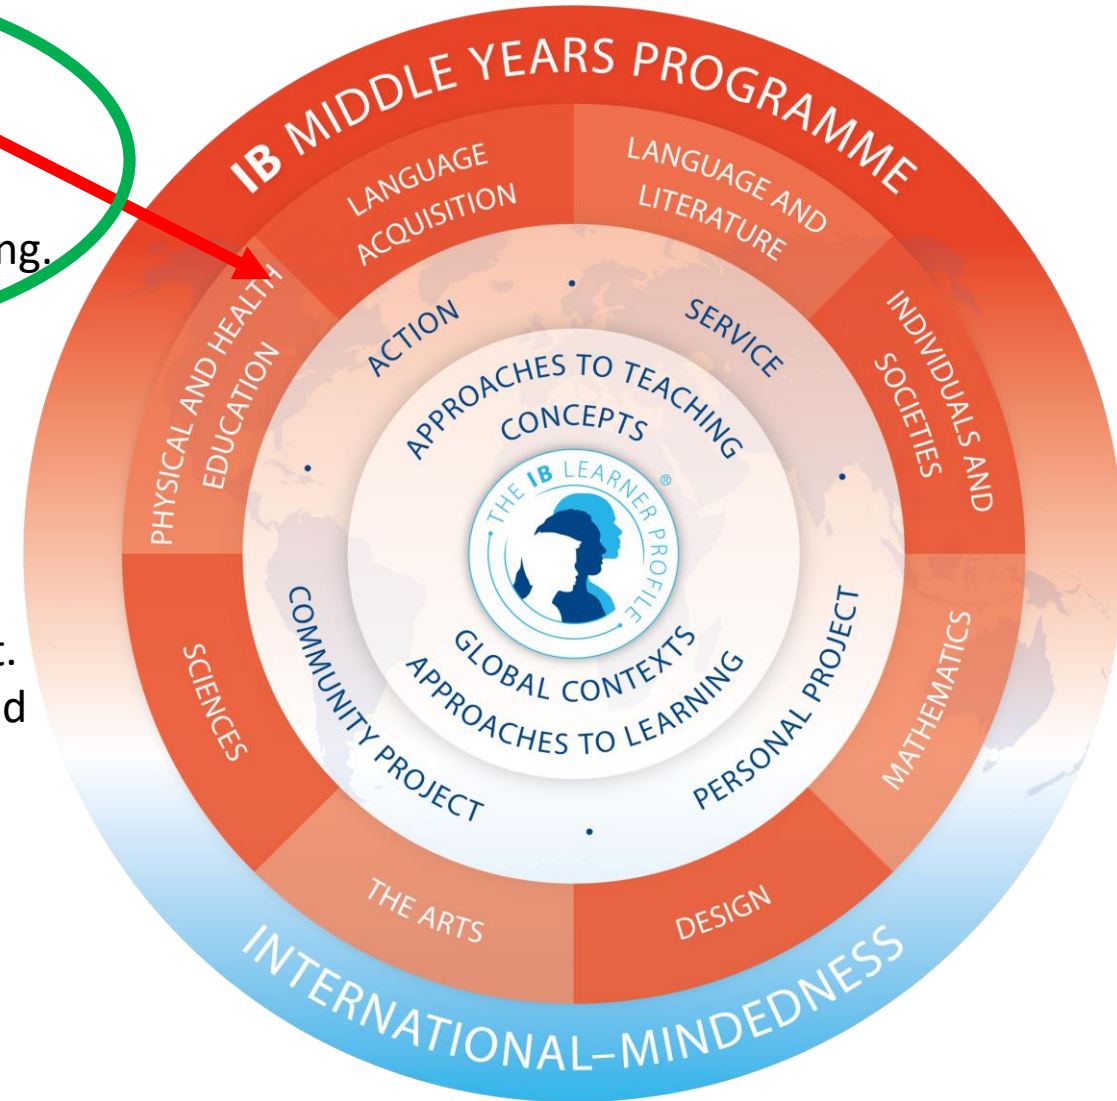 IB MIDDLE YEARS PROGRAMME
LANGUAGE
ACQUISITION
LANGUAGE AND
LITERATURE
ng.
PHYSICAL AND HEALTH
EDUCATION
INDIVIDUALS AND
SOCIETIES
ACTION
SERVICE
APPROACHES TO TEACHING
CONCEPTS
THE IB LEARNER PROFILE ®
GLOBAL CONTEXTS
APPROACHES TO LEARNING
COMMUNITY PROJECT
PERSONAL PROJECT
t.
d
SCIENCES
MATHEMATICS
THE ARTS
DESIGN
INTERNATIONAL–MINDEDNESS